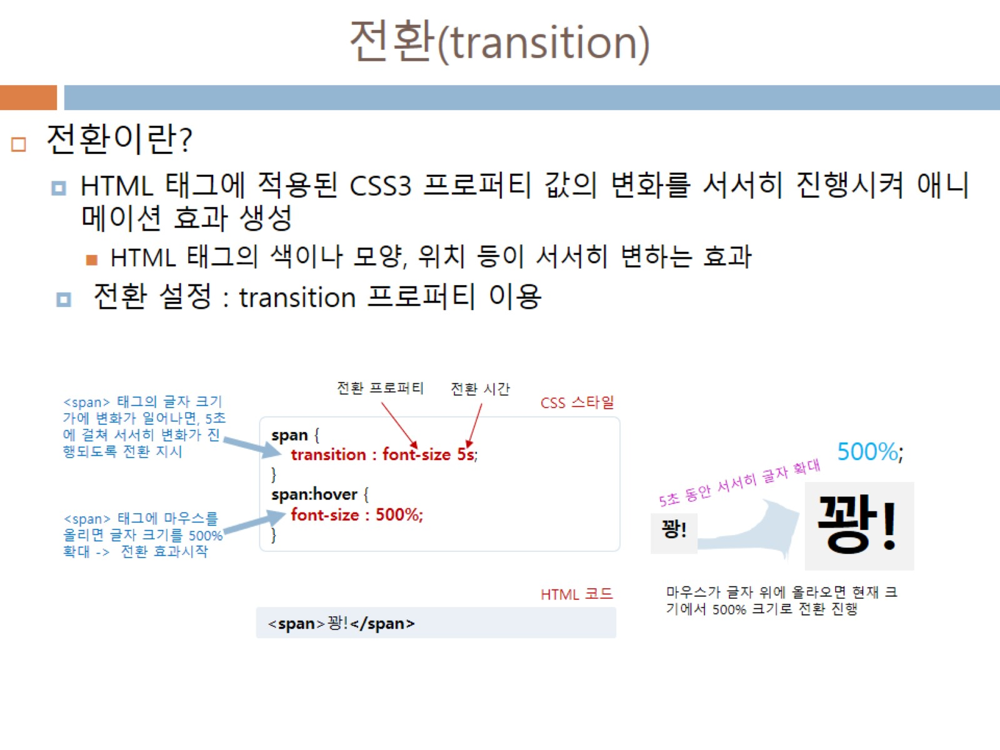 전환(transition)
전환이란?
HTML 태그에 적용된 CSS3 프로퍼티 값의 변화를 서서히 진행시켜 애니
메이션 효과 생성
HTML 태그의 색이나 모양, 위치 등이 서서히 변하는 효과
전환 설정 : transition 프로퍼티 이용
<span> 태그의 글자 크기
가에 변화가 일어나면, 5초
에 걸쳐 서서히 변화가 진
행되도록 전환 지시
<span> 태그에 마우스를
올리면 글자 크기를 500%
확대 -> 전환 효과시작
전환 프로퍼티
전환 시간
CSS 스타일
span {
transition : font-size 5s;
}
span:hover {
font-size : 500%;
}
HTML 코드
<span>꽝!</span>
500%;
5초 동안 서서히 글자 확대
꽝!
꽝!
마우스가 글자 위에 올라오면 현재 크
기에서 500% 크기로 전환 진행